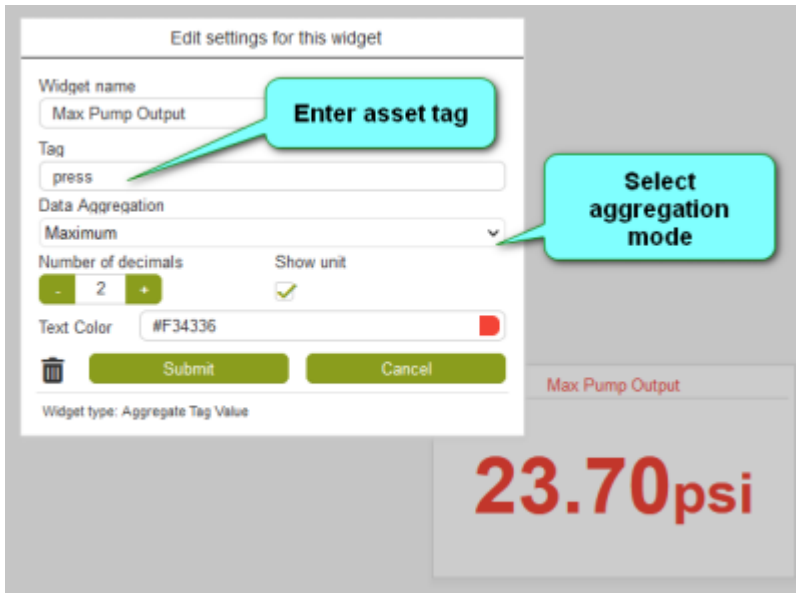 Edit settings for this widget
Widget name
Max Pump Output
Enter asset tag
Tag
press
Select
aggregation
mode
Data Aggregation
Maximum
Number of decimals
Show unit
- 2 +
Text Color
#F34336
Submit
Cancel
Widget type: Aggregate Tag Value
Max Pump Output
23.70psi